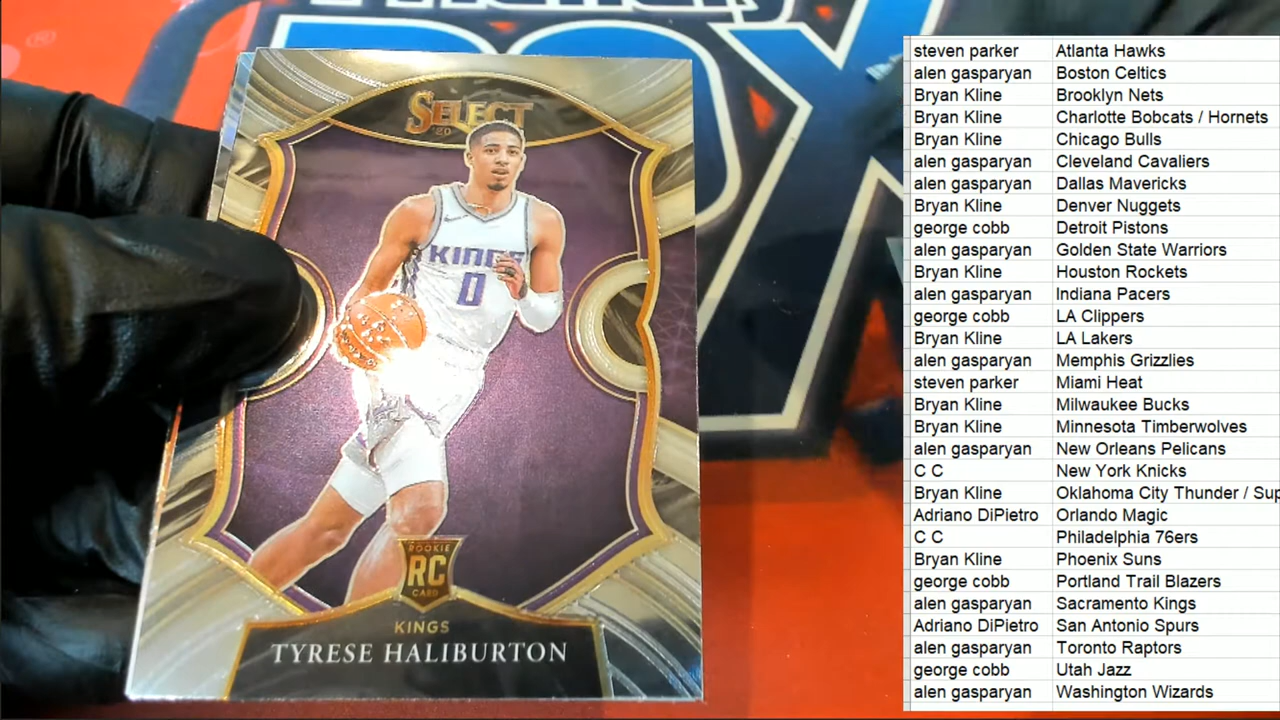 SELECT
'20
KINGS
0
ROOKIE
RC
CARD
KINGS
TYRESE HALIBURTON
steven parker Atlanta Hawks
alen gasparyan Boston Celtics
Bryan Kline Brooklyn Nets
Bryan Kline Charlotte Bobcats / Hornets
Bryan Kline Chicago Bulls
alen gasparyan Cleveland Cavaliers
alen gasparyan Dallas Mavericks
Bryan Kline Denver Nuggets
george cobb Detroit Pistons
alen gasparyan Golden State Warriors
Bryan Kline Houston Rockets
alen gasparyan Indiana Pacers
george cobb LA Clippers
Bryan Kline LA Lakers
alen gasparyan Memphis Grizzlies
steven parker Miami Heat
Bryan Kline Milwaukee Bucks
Bryan Kline Minnesota Timberwolves
alen gasparyan New Orleans Pelicans
C C New York Knicks
Bryan Kline Oklahoma City Thunder / Sup
Adriano DiPietro Orlando Magic
C C Philadelphia 76ers
Bryan Kline Phoenix Suns
george cobb Portland Trail Blazers
alen gasparyan Sacramento Kings
Adriano DiPietro San Antonio Spurs
alen gasparyan Toronto Raptors
george cobb Utah Jazz
alen gasparyan Washington Wizards